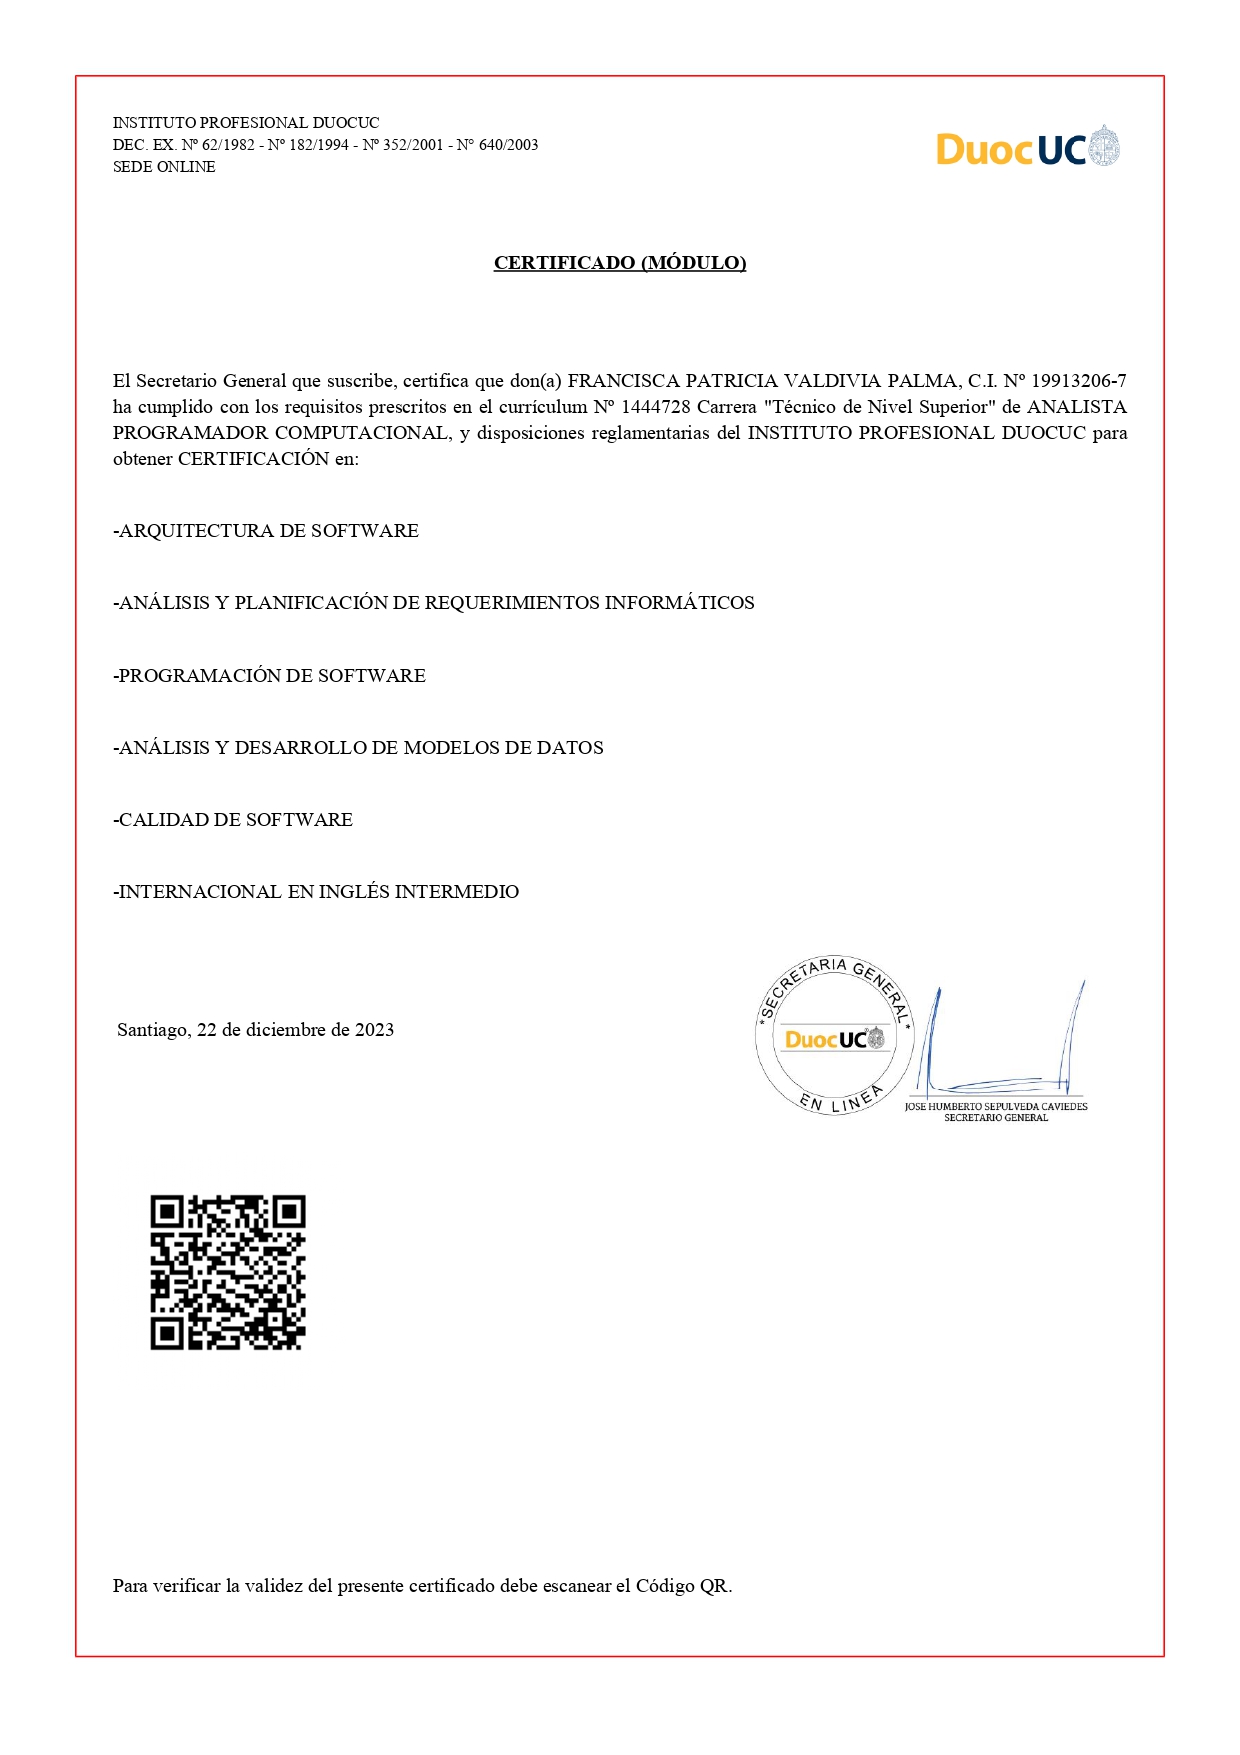 INSTITUTO PROFESIONAL DUOCUC
DEC. EX. Nº 62/1982 - Nº 182/1994 - Nº 352/2001 - N° 640/2003
SEDE ONLINE
Duoc UC
CERTIFICADO (MÓDULO)
El Secretario General que suscribe, certifica que don(a) FRANCISCA PATRICIA VALDIVIA PALMA, C.I. Nº 19913206-7
ha cumplido con los requisitos prescritos en el currículum Nº 1444728 Carrera "Técnico de Nivel Superior" de ANALISTA
PROGRAMADOR COMPUTACIONAL, y disposiciones reglamentarias del INSTITUTO PROFESIONAL DUOCUC para
obtener CERTIFICACIÓN en:
-ARQUITECTURA DE SOFTWARE
-ANÁLISIS Y PLANIFICACIÓN DE REQUERIMIENTOS INFORMÁTICOS
-PROGRAMACIÓN DE SOFTWARE
-ANÁLISIS Y DESARROLLO DE MODELOS DE DATOS
-CALIDAD DE SOFTWARE
-INTERNACIONAL EN INGLÉS INTERMEDIO
Santiago, 22 de diciembre de 2023
*SECRETARIA GENERAL*
Duoc UC®
EN LINEA
JOSE HUMBERTO SEPULVEDA CAVIEDES
SECRETARIO GENERAL
Para verificar la validez del presente certificado debe escanear el Código QR.